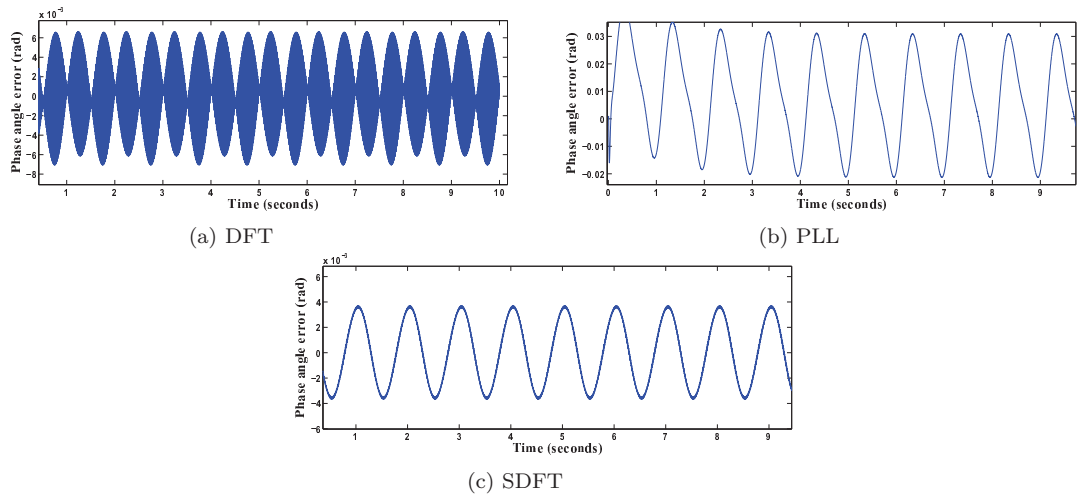 x 10⁻³
Phase angle error (rad)
6
4
2
0
−2
−4
−6
−8
1 2 3 4 5 6 7 8 9 10
Time (seconds)
(a) DFT
Phase angle error (rad)
0.03
0.02
0.01
0
−0.01
−0.02
0 1 2 3 4 5 6 7 8 9
Time (seconds)
(b) PLL
Phase angle error (rad)
6
4
2
0
−2
−4
−6
1 2 3 4 5 6 7 8 9
Time (seconds)
(c) SDFT